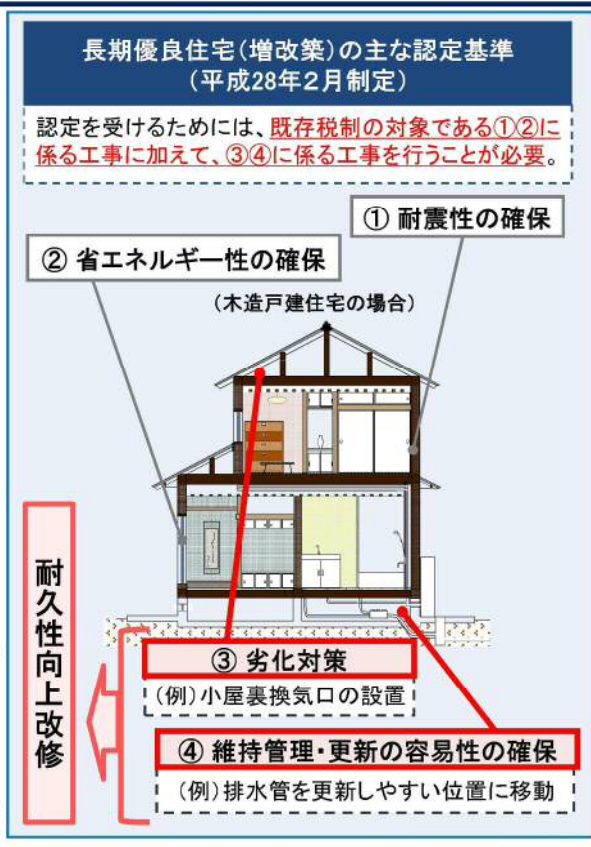 長期優良住宅(増改築)の主な認定基準
(平成28年2月制定)
認定を受けるためには、既存税制の対象である①②に
係る工事に加えて、③④に係る工事を行うことが必要。
① 耐震性の確保
② 省エネルギー性の確保
(木造戸建住宅の場合)
耐久性向上改修
③ 劣化対策
(例)小屋裏換気口の設置
④ 維持管理・更新の容易性の確保
(例)排水管を更新しやすい位置に移動